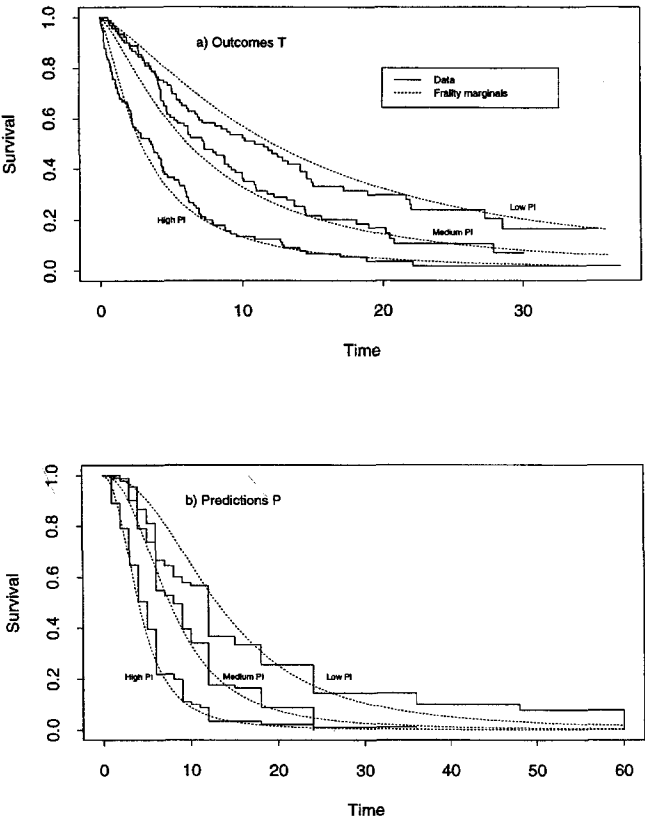 a) Outcomes T
Data
Frailty marginals
Low PI
Medium PI
High PI
Survival
0.0 0.2 0.4 0.6 0.8 1.0
0 10 20 30
Time
b) Predictions P
High PI Medium PI Low PI
Survival
0.0 0.2 0.4 0.6 0.8 1.0
0 10 20 30 40 50 60
Time